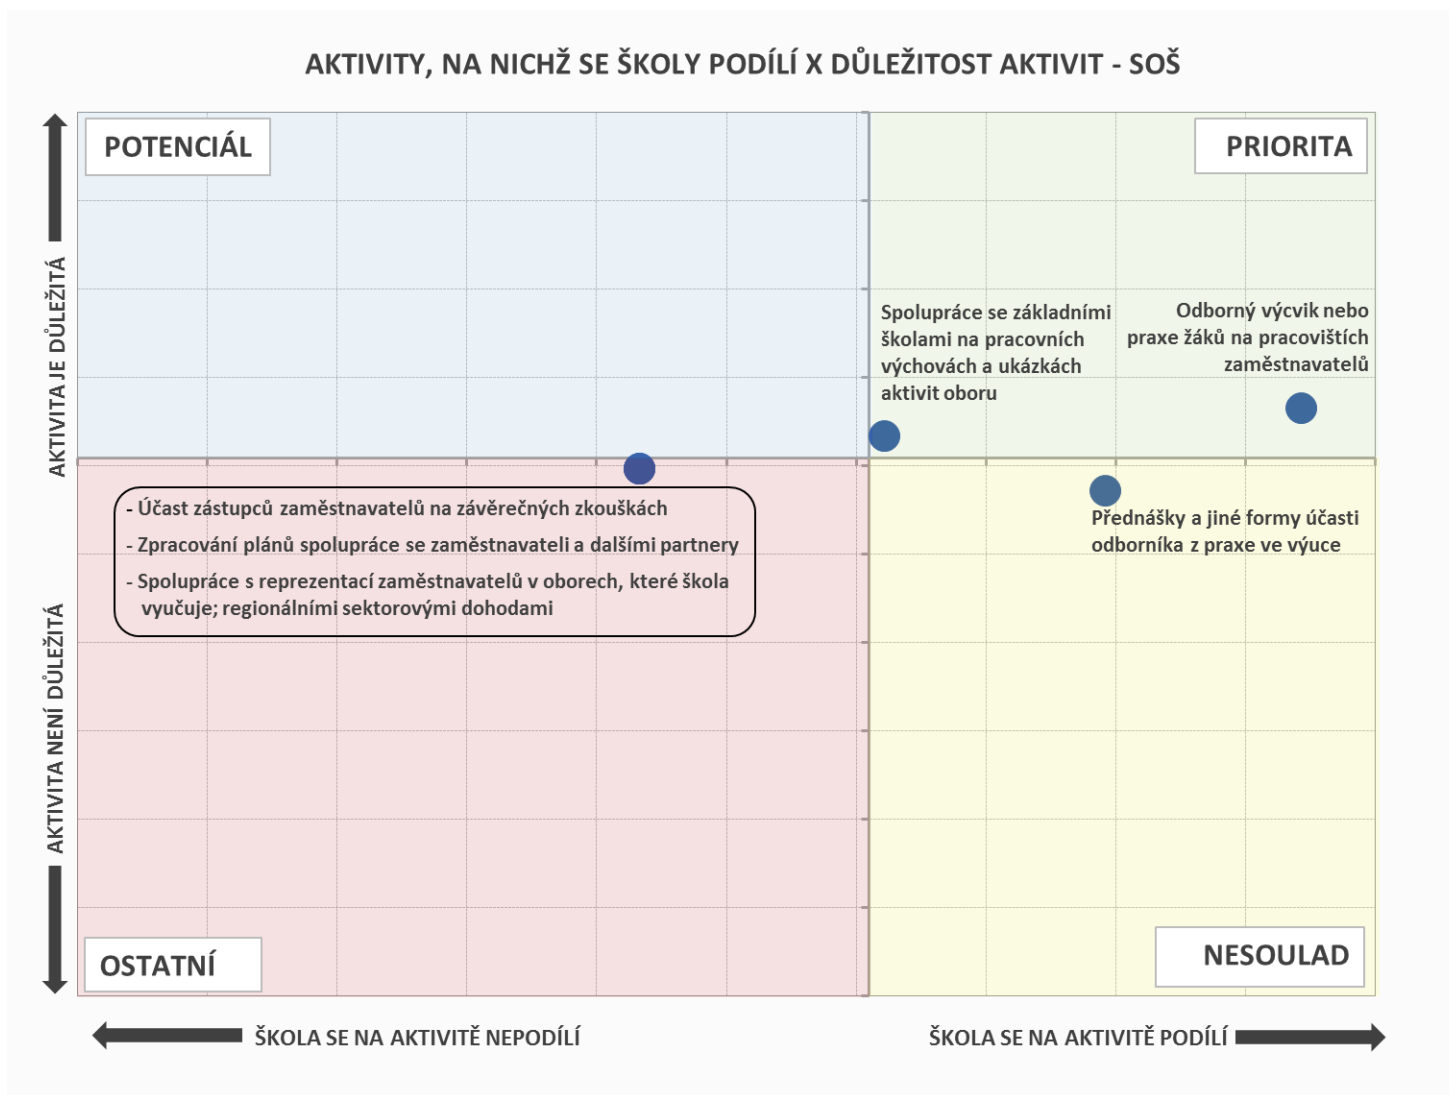 AKTIVITY, NA NICHŽ SE ŠKOLY PODÍLÍ X DŮLEŽITOST AKTIVIT - SOŠ
POTENCIÁL
PRIORITA
AKTIVITA JE DŮLEŽITÁ
Spolupráce se základními
školami na pracovních
výchovách a ukázkách
aktivit oboru
Odborný výcvik nebo
praxe žáků na pracovištích
zaměstnavatelů
- Účast zástupců zaměstnavatelů na závěrečných zkouškách
- Zpracování plánů spolupráce se zaměstnavateli a dalšími partnery
- Spolupráce s reprezentací zaměstnavatelů v oborech, které škola
vyučuje; regionálními sektorovými dohodami
Přednášky a jiné formy účasti
odborníka z praxe ve výuce
AKTIVITA NENÍ DŮLEŽITÁ
OSTATNÍ
NESOULAD
ŠKOLA SE NA AKTIVITĚ NEPODÍLÍ
ŠKOLA SE NA AKTIVITĚ PODÍLÍ